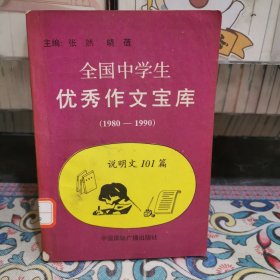 主编: 张 鹄 晓 蓓
全国中学生
优秀作文宝库
(1980—1990)
说明文101篇
中国国际广播出版社